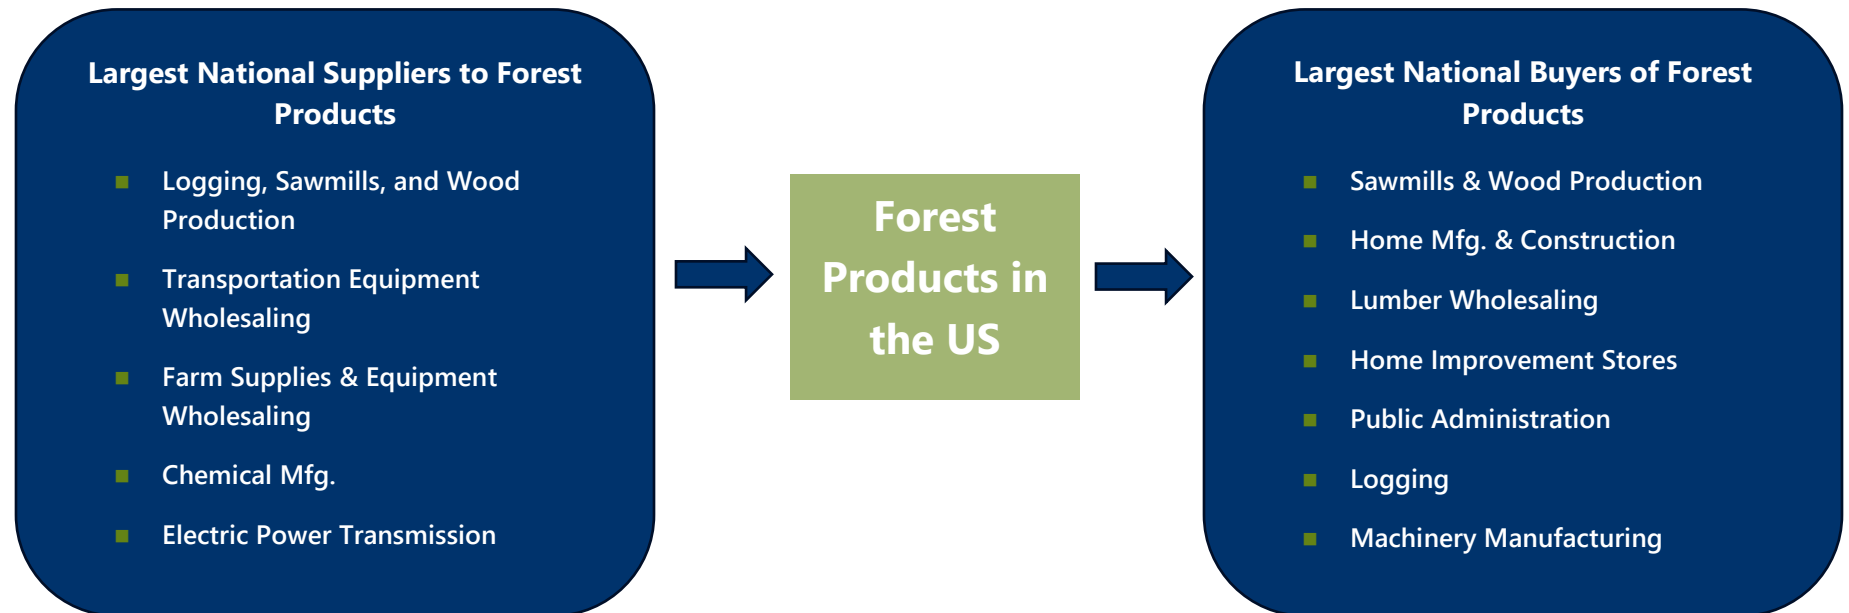 Largest National Suppliers to Forest
Products
Logging, Sawmills, and Wood
Production
Transportation Equipment
Wholesaling
Farm Supplies & Equipment
Wholesaling
Chemical Mfg.
Electric Power Transmission
Forest
Products in
the US
Largest National Buyers of Forest
Products
Sawmills & Wood Production
Home Mfg. & Construction
Lumber Wholesaling
Home Improvement Stores
Public Administration
Logging
Machinery Manufacturing